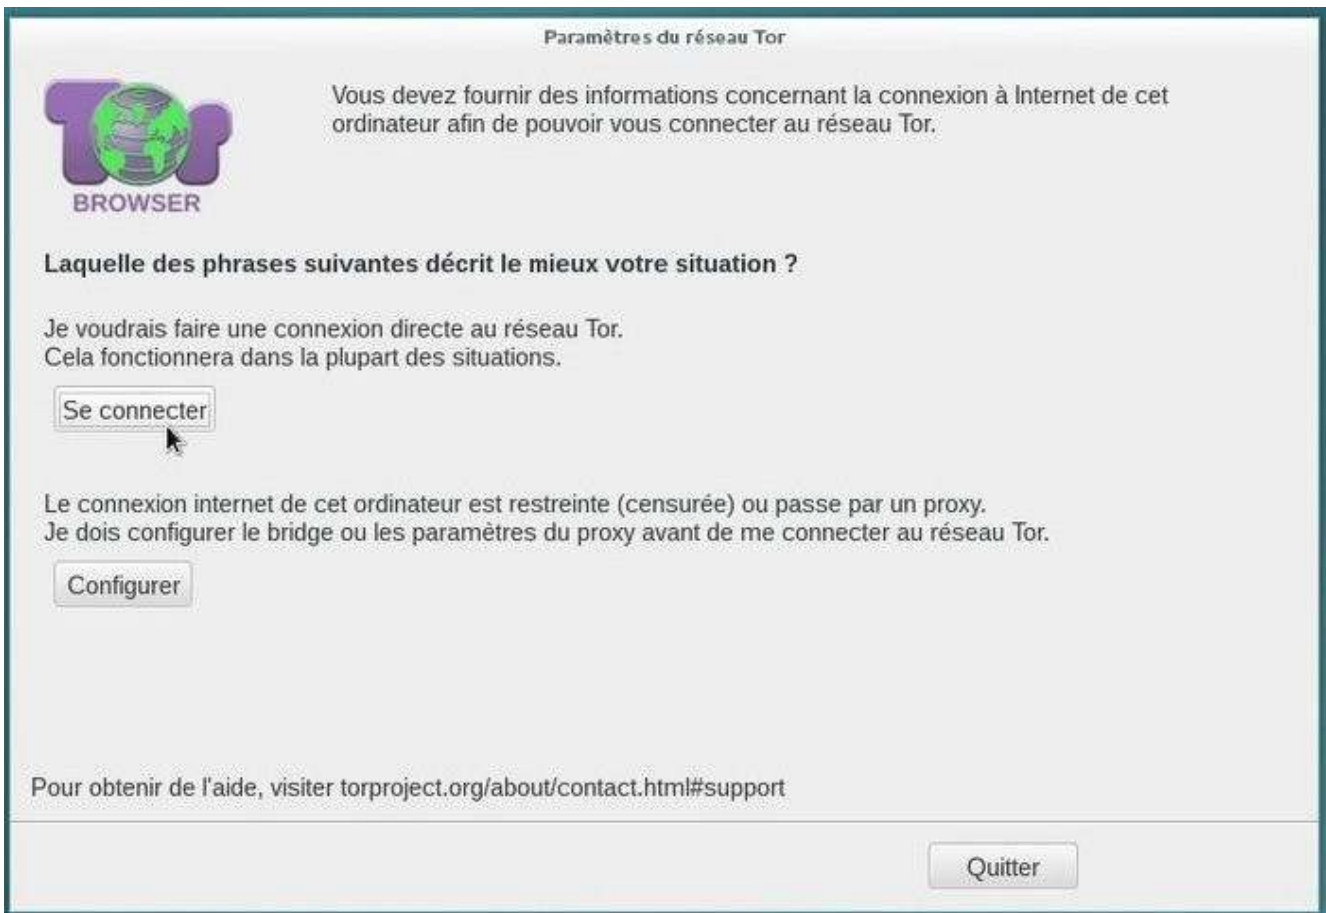 Paramètres du réseau Tor
Tor
BROWSER
Vous devez fournir des informations concernant la connexion à Internet de cet
ordinateur afin de pouvoir vous connecter au réseau Tor.
Laquelle des phrases suivantes décrit le mieux votre situation ?
Je voudrais faire une connexion directe au réseau Tor.
Cela fonctionnera dans la plupart des situations.
Se connecter
Le connexion internet de cet ordinateur est restreinte (censurée) ou passe par un proxy.
Je dois configurer le bridge ou les paramètres du proxy avant de me connecter au réseau Tor.
Configurer
Pour obtenir de l'aide, visiter torproject.org/about/contact.html#support
Quitter